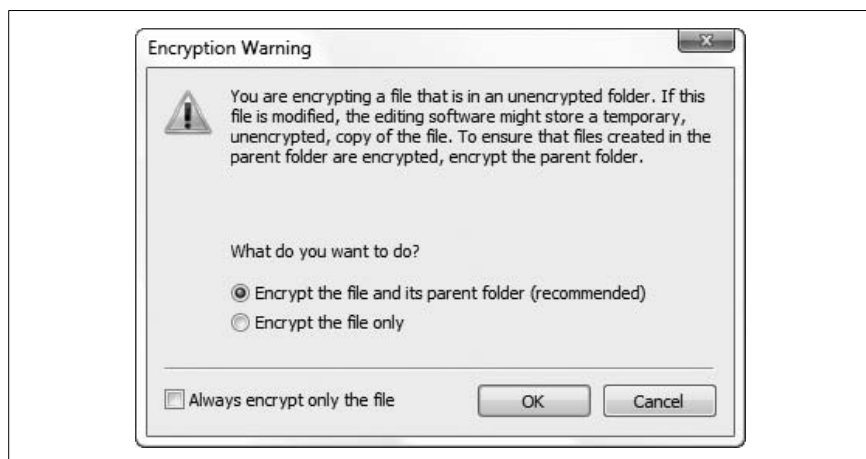 Encryption Warning
You are encrypting a file that is in an unencrypted folder. If this
file is modified, the editing software might store a temporary,
unencrypted, copy of the file. To ensure that files created in the
parent folder are encrypted, encrypt the parent folder.
What do you want to do?
Encrypt the file and its parent folder (recommended)
Encrypt the file only
Always encrypt only the file
OK
Cancel